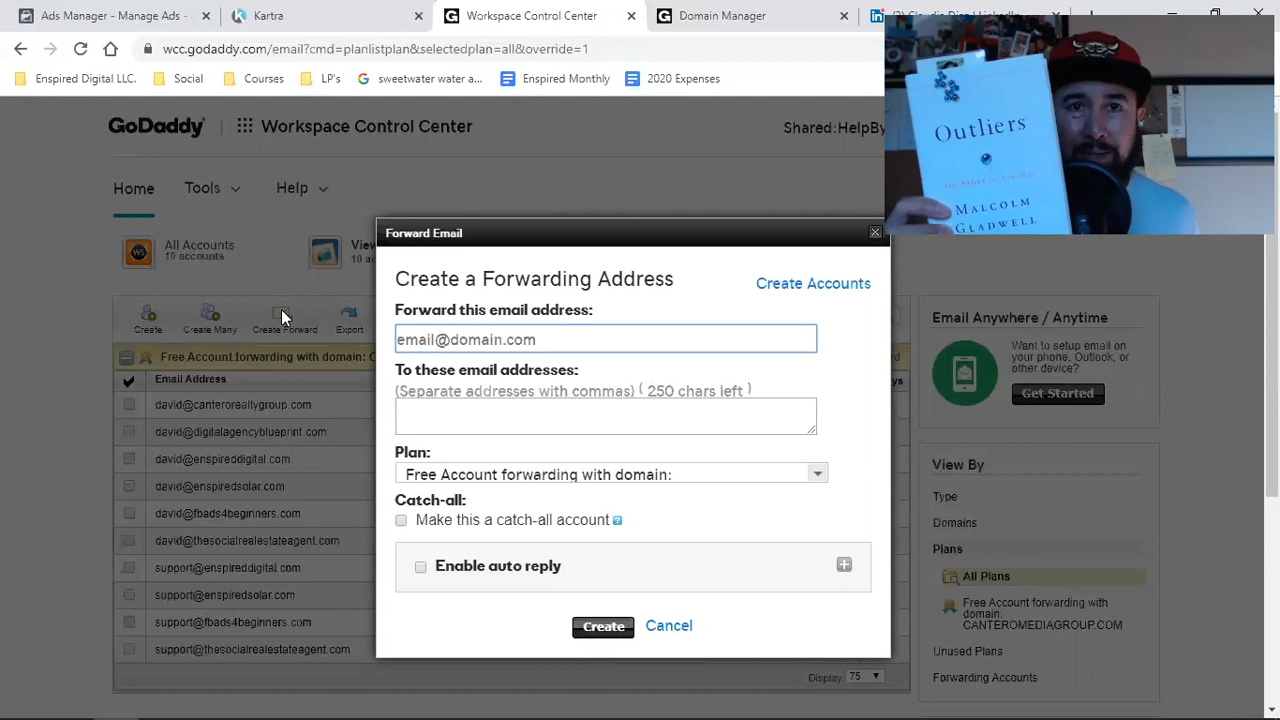 Ads Manager - Manage Ads -
Kartra
Workspace Control Center
Domain Manager
wcc.godaddy.com/email?cmd=planlistplan&selectedplan=all&override=1
Enspired Digital LLC.
Social
Courses
LP's
sweetwater water a...
Enspired Monthly
2020 Expenses
Outliers
MALCOLM
GLADWELL
GoDaddy
Workspace Control Center
Shared:HelpBy
Home
Tools
Help
All Accounts
10 accounts
Create
Create Many
Create Forward
Export
Free Account forwarding with domain:
Email Address
david@canterorealtygroup.com
david@digitalagencyblueprint.com
david@enspireddigital.com
david@enspiredsolar.com
david@fbads4beginners.com
david@thesocialrealestateagent.com
support@enspireddigital.com
support@enspiredsolar.com
support@fbads4beginners.com
support@thesocialrealestateagent.com
Display: 75
Forward Email
Create a Forwarding Address
Create Accounts
Forward this email address:
email@domain.com
To these email addresses:
(Separate addresses with commas) ( 250 chars left )
Plan:
Free Account forwarding with domain:
Catch-all:
Make this a catch-all account
Enable auto reply
Create
Cancel
Email Anywhere / Anytime
Want to setup email on
your phone, Outlook, or
other device?
Get Started
View By
Type
Domains
Plans
All Plans
Free Account forwarding with
domain:
CANTEROMEDIAGROUP.COM
Unused Plans
Forwarding Accounts